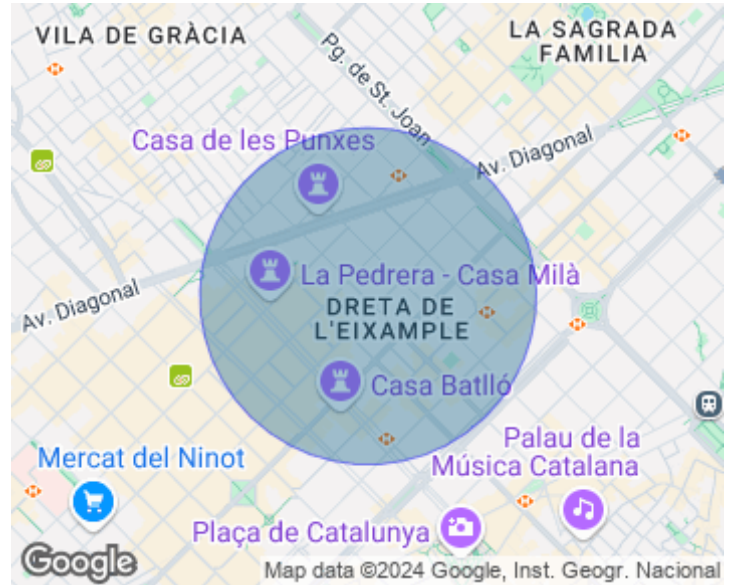 VILA DE GRÀCIA
LA SAGRADA
FAMILIA
Pg. de St. Joan
Casa de les Punxes
Av. Diagonal
La Pedrera - Casa Milà
Av. Diagonal
DRETA DE
L'EIXAMPLE
Casa Batlló
Mercat del Ninot
Palau de la
Música Catalana
Plaça de Catalunya
Google
Map data ©2024 Google, Inst. Geogr. Nacional